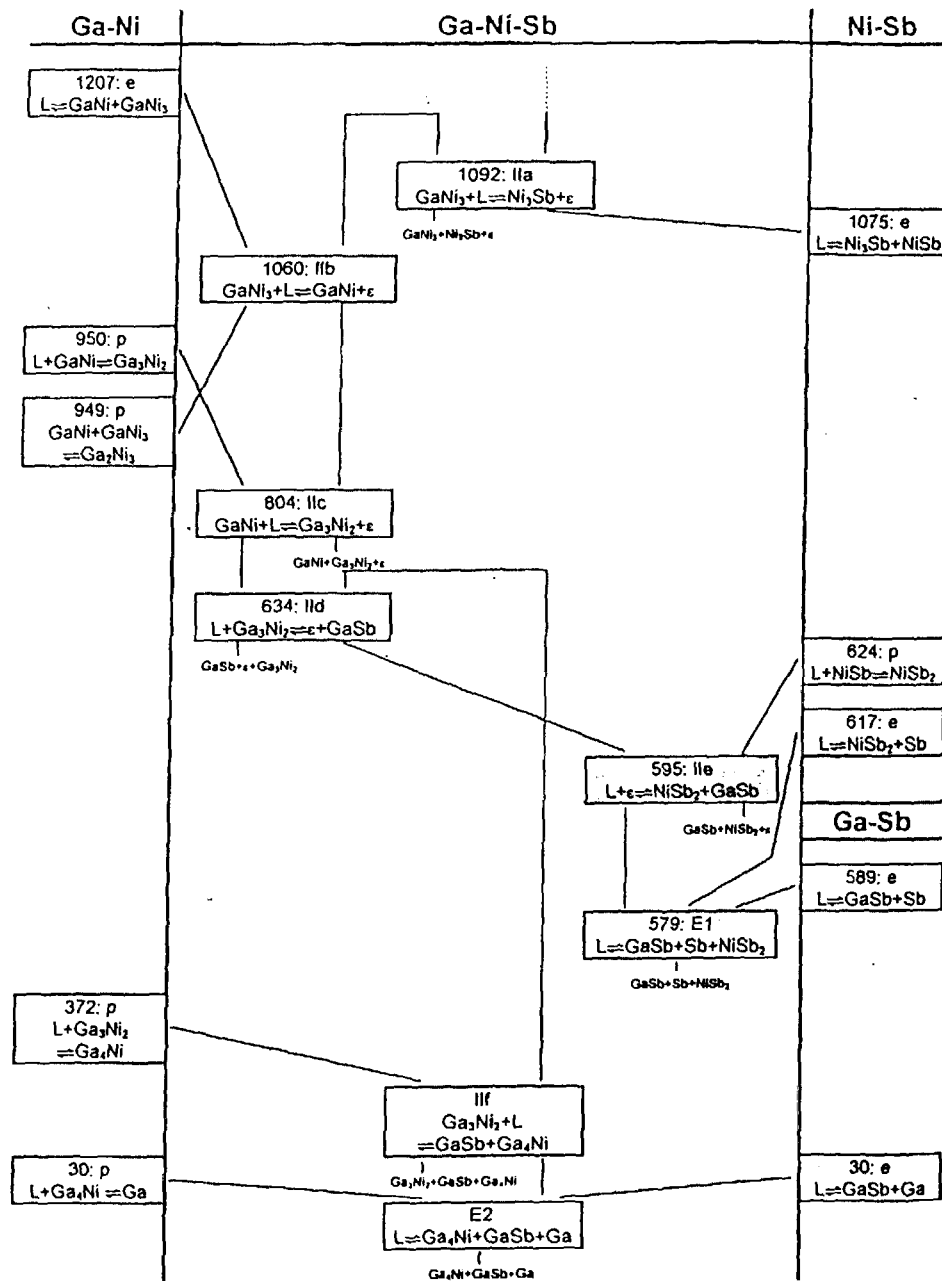 Ga-Ni
Ga-Ni-Sb
Ni-Sb
1207: e
L⇌GaNi+GaNi₃
1092: IIa
GaNi₃+L⇌Ni₃Sb+ε
GaNi₃+Ni₃Sb+ε
1075: e
L⇌Ni₃Sb+NiSb
1060: IIb
GaNi₃+L⇌GaNi+ε
950: p
L+GaNi⇌Ga₃Ni₂
949: p
GaNi+GaNi₃
⇌Ga₂Ni₃
804: IIc
GaNi+L⇌Ga₃Ni₂+ε
GaNi+Ga₃Ni₂+ε
634: IId
L+Ga₃Ni₂⇌ε+GaSb
GaSb+ε+Ga₃Ni₂
624: p
L+NiSb⇌NiSb₂
617: e
L⇌NiSb₂+Sb
595: IIe
L+ε⇌NiSb₂+GaSb
GaSb+NiSb₂+ε
Ga-Sb
589: e
L⇌GaSb+Sb
579: E1
L⇌GaSb+Sb+NiSb₂
GaSb+Sb+NiSb₂
372: p
L+Ga₃Ni₂
⇌Ga₄Ni
IIf
Ga₃Ni₂+L
⇌GaSb+Ga₄Ni
Ga₃Ni₂+GaSb+Ga₄Ni
30: p
L+Ga₄Ni⇌Ga
30: e
L⇌GaSb+Ga
E2
L⇌Ga₄Ni+GaSb+Ga
Ga₄Ni+GaSb+Ga